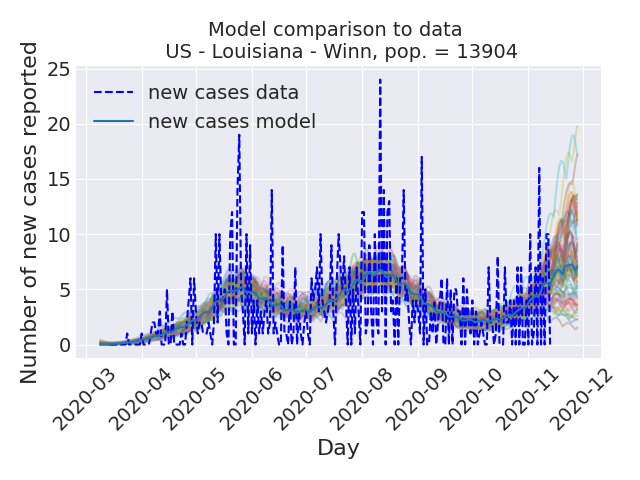 Model comparison to data
US - Louisiana - Winn, pop. = 13904
Number of new cases reported
25
20
15
10
5
0
new cases data
new cases model
2020-03
2020-04
2020-05
2020-06
2020-07
2020-08
2020-09
2020-10
2020-11
2020-12
Day